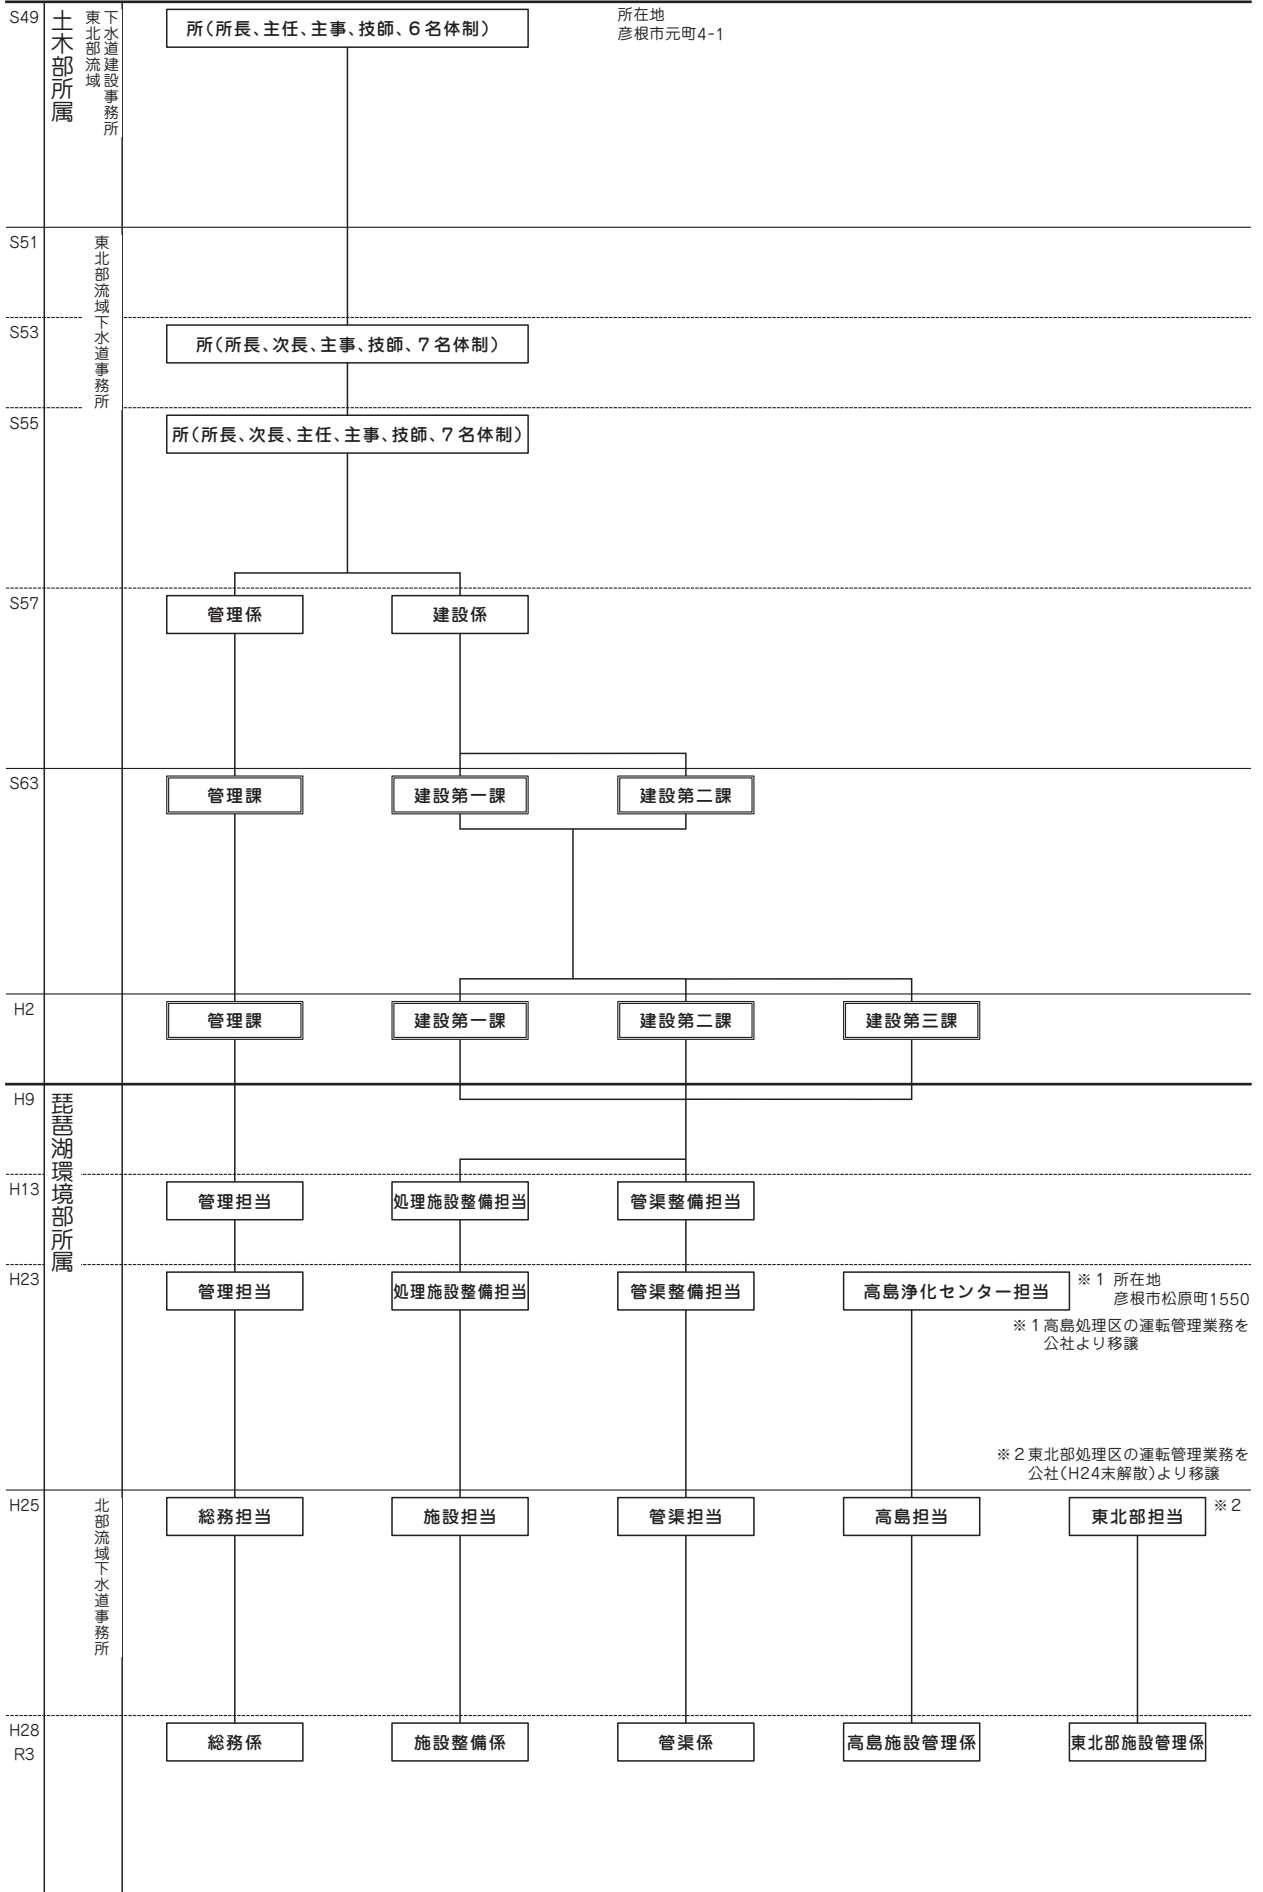 S49
土木部所属
東北部流域
下水道建設事務所
所(所長、主任、主事、技師、6名体制)
所在地
彦根市元町4-1
S51
東北部流域下水道事務所
S53
所(所長、次長、主事、技師、7名体制)
S55
所(所長、次長、主任、主事、技師、7名体制)
S57
管理係
建設係
S63
管理課
建設第一課
建設第二課
H2
管理課
建設第一課
建設第二課
建設第三課
H9
琵琶湖環境部所属
H13
管理担当
処理施設整備担当
管渠整備担当
H23
管理担当
処理施設整備担当
管渠整備担当
高島浄化センター担当
※1 所在地
彦根市松原町1550
※1高島処理区の運転管理業務を
公社より移譲
※2東北部処理区の運転管理業務を
公社(H24末解散)より移譲
H25
北部流域下水道事務所
総務担当
施設担当
管渠担当
高島担当
東北部担当
※2
H28
R3
総務係
施設整備係
管渠係
高島施設管理係
東北部施設管理係